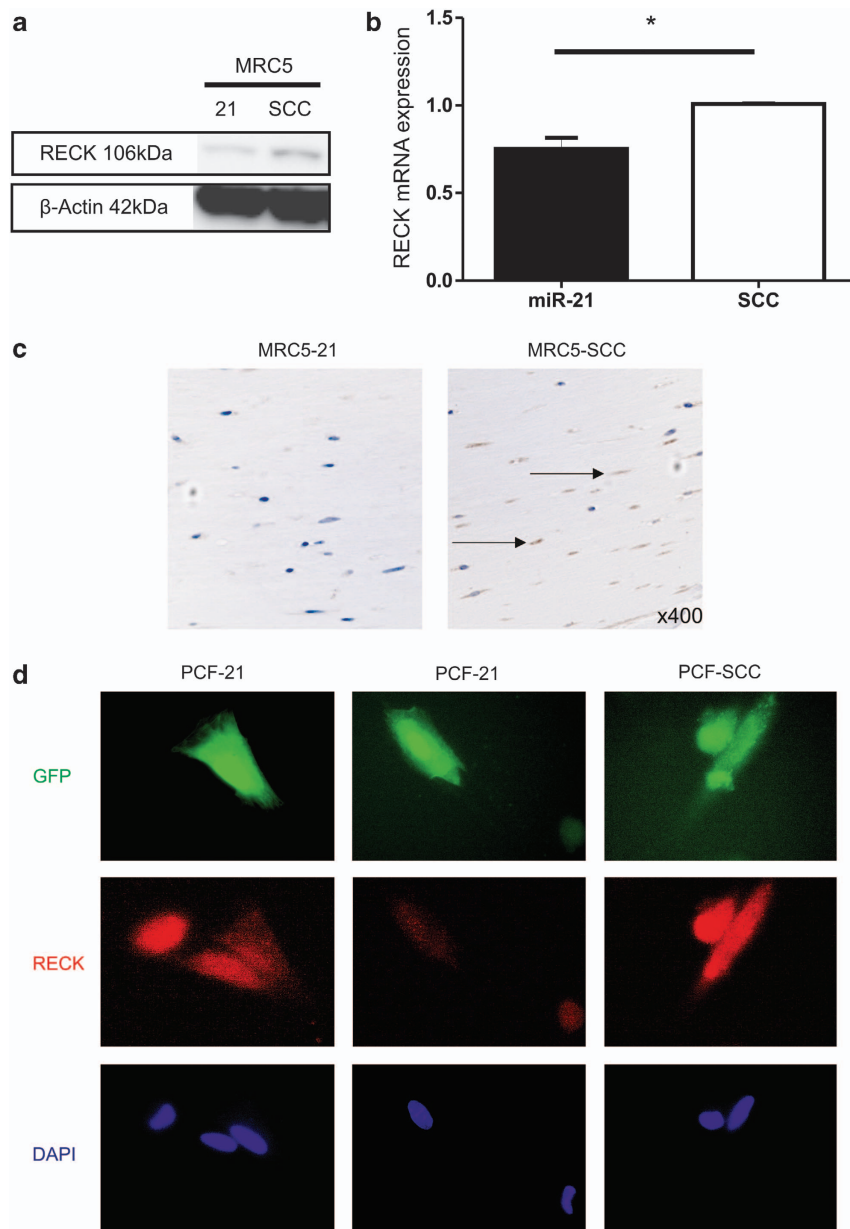 a
MRC5
21 SCC
RECK 106kDa
β-Actin 42kDa
b
RECK mRNA expression
1.5
1.0
0.5
0.0
*
miR-21 SCC
c
MRC5-21 MRC5-SCC
x400
d
PCF-21 PCF-21 PCF-SCC
GFP
RECK
DAPI